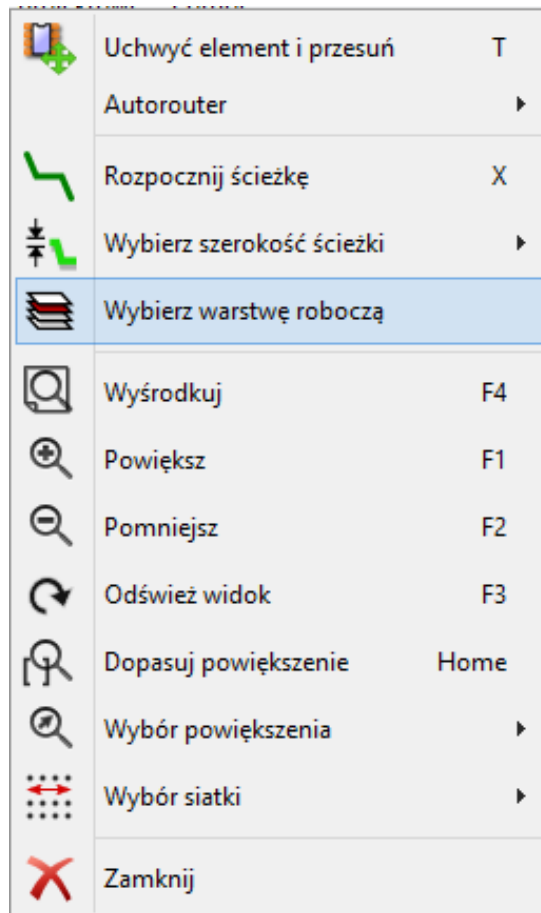 Uchwyć element i przesuń T
Autorouter
Rozpocznij ścieżkę X
Wybierz szerokość ścieżki
Wybierz warstwę roboczą
Wyśrodkuj F4
Powiększ F1
Pomniejsz F2
Odśwież widok F3
Dopasuj powiększenie Home
Wybór powiększenia
Wybór siatki
Zamknij